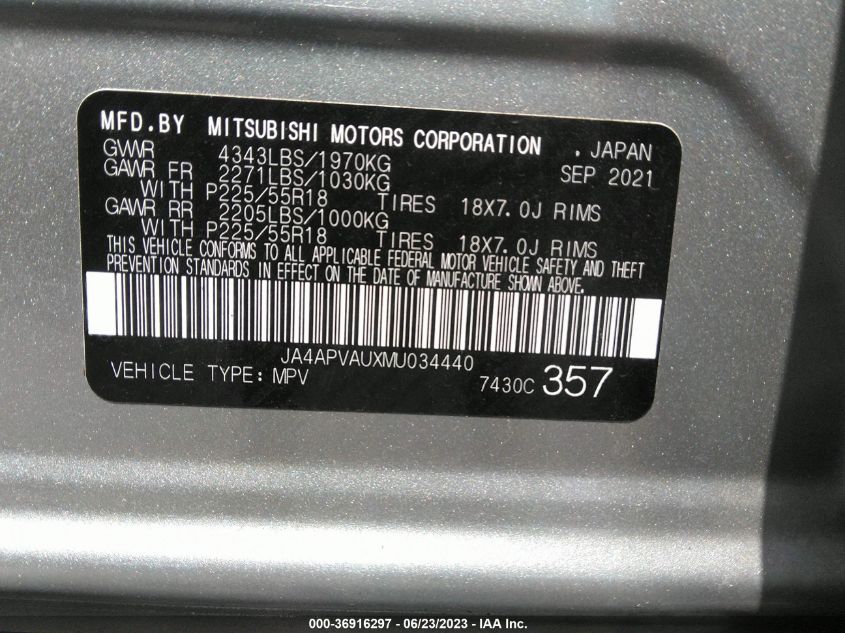 MFD.BY MITSUBISHI MOTORS CORPORATION . JAPAN
GVWR 4343LBS/1970KG SEP 2021
GAWR FR 2271LBS/1030KG
WITH P225/55R18 TIRES 18X7.0J RIMS
GAWR RR 2205LBS/1000KG
WITH P225/55R18 TIRES 18X7.0J RIMS
THIS VEHICLE CONFORMS TO ALL APPLICABLE FEDERAL MOTOR VEHICLE SAFETY AND THEFT
PREVENTION STANDARDS IN EFFECT ON THE DATE OF MANUFACTURE SHOWN ABOVE.
JA4APVAUXMU034440
VEHICLE TYPE: MPV 7430C 357
000-36916297 - 06/23/2023 - IAA Inc.